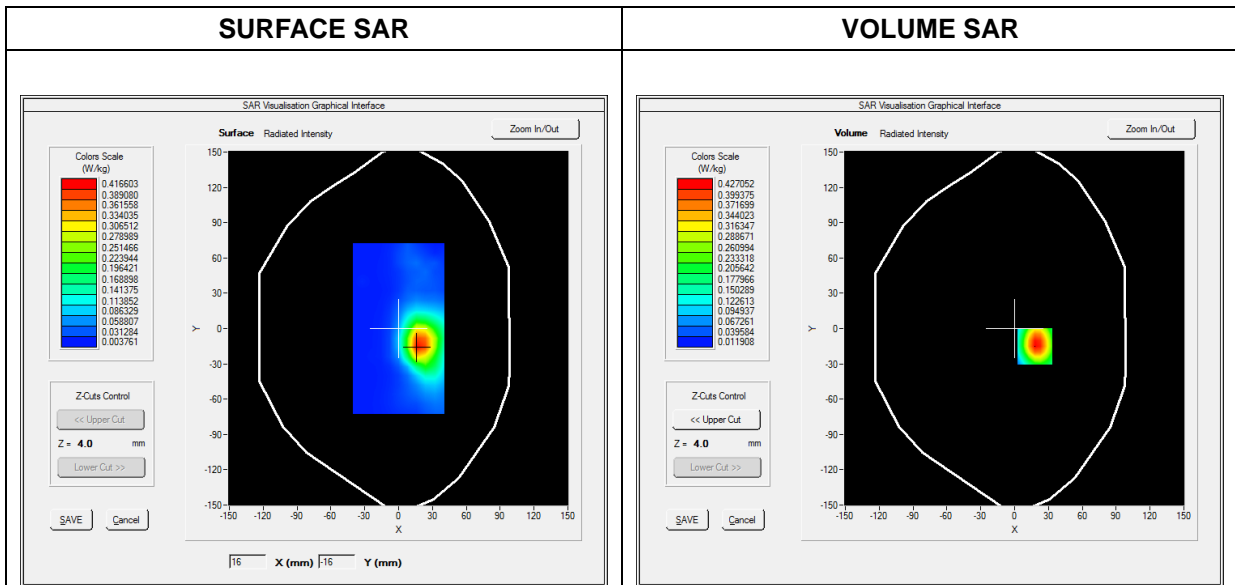 SURFACE SAR
VOLUME SAR
SAR Visualisation Graphical Interface
Surface Radiated Intensity
Zoom In/Out
Colors Scale
(W/kg)
0.416603
0.389080
0.361558
0.334035
0.306512
0.278989
0.251466
0.223944
0.196421
0.168898
0.141375
0.113852
0.086329
0.058807
0.031284
0.003761
Z-Cuts Control
<< Upper Cut
Z = 4.0 mm
Lower Cut >>
SAVE Cancel
150
120
90
60
30
0
-30
-60
-90
-120
-150
Y
-150 -120 -90 -60 -30 0 30 60 90 120 150
X
16 X (mm) -16 Y (mm)
SAR Visualisation Graphical Interface
Volume Radiated Intensity
Zoom In/Out
Colors Scale
(W/kg)
0.427052
0.399375
0.371699
0.344023
0.316347
0.288671
0.260994
0.233318
0.205642
0.177966
0.150289
0.122613
0.094937
0.067261
0.039584
0.011908
Z-Cuts Control
<< Upper Cut
Z = 4.0 mm
Lower Cut >>
SAVE Cancel
150
120
90
60
30
0
-30
-60
-90
-120
-150
Y
-150 -120 -90 -60 -30 0 30 60 90 120 150
X